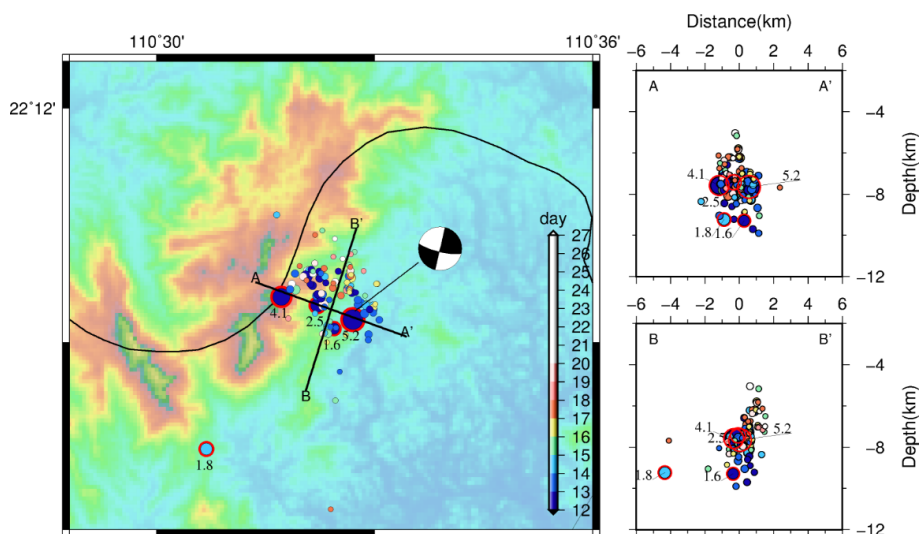 Distance(km)
110˚30'
110˚36'
−6 −4 −2 0 2 4 6
22˚12'
A
A'
−4
−8
−12
Depth(km)
4.1
5.2
2.5
1.8
1.6
day
27
26
25
24
23
22
21
20
19
18
17
16
15
14
13
12
B'
A
4.1
2.5
1.6
5.2
A'
B
1.8
−6 −4 −2 0 2 4 6
B
B'
−4
−8
−12
Depth(km)
4.1
5.2
2.5
1.8
1.6